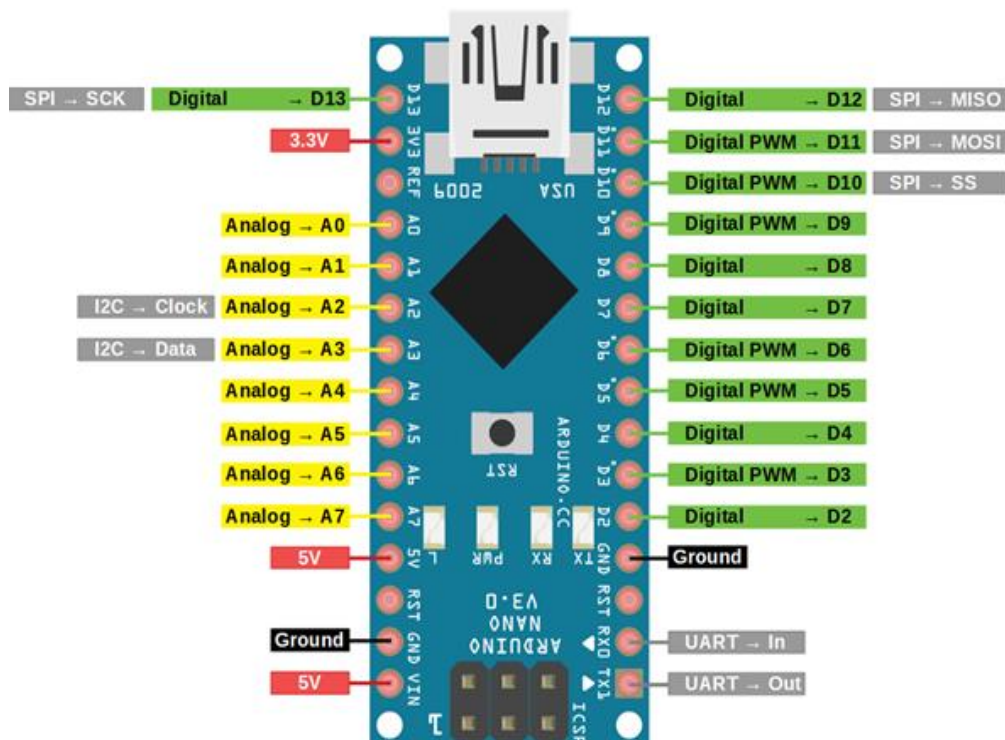 SPI → SCK
Digital → D13
3.3V
Analog → A0
Analog → A1
I2C → Clock
Analog → A2
I2C → Data
Analog → A3
Analog → A4
Analog → A5
Analog → A6
Analog → A7
5V
Ground
5V
D13
3V3
REF
A0
A1
A2
A3
A4
A5
A6
A7
5V
RST
GND
VIN
USA
2009
RST
ARDUINO.CC
L
PWR
RX
TX
ARDUINO
NANO
V3.0
1
ICSP
D12
D11
D10
D9
D8
D7
D6
D5
D4
D3
D2
GND
RST
RX0
TX1
Digital → D12
SPI → MISO
Digital PWM → D11
SPI → MOSI
Digital PWM → D10
SPI → SS
Digital PWM → D9
Digital → D8
Digital → D7
Digital PWM → D6
Digital PWM → D5
Digital → D4
Digital PWM → D3
Digital → D2
Ground
UART → In
UART → Out